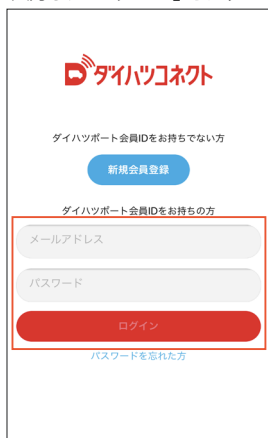 ダイハツコネクト
ダイハツポート会員IDをお持ちでない方
新規会員登録
ダイハツポート会員IDをお持ちの方
メールアドレス
パスワード
ログイン
パスワードを忘れた方